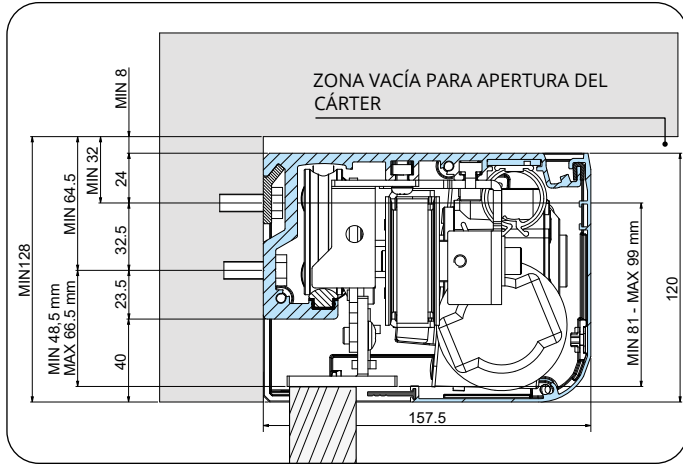 ZONA VACÍA PARA APERTURA DEL
CÁRTER
MIN 8
MIN 32
24
MIN 64.5
32.5
MIN128
23.5
MIN 48,5 mm
MAX 66.5 mm
40
MIN 81 - MAX 99 mm
120
157.5